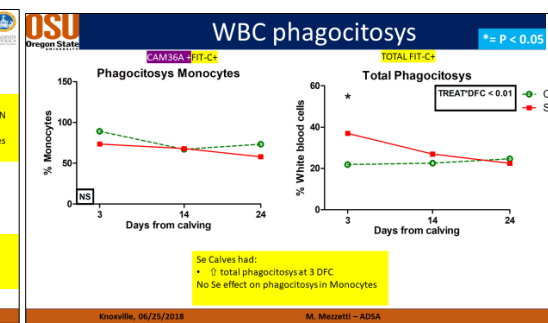 OSU
Oregon State
UNIVERSITY
WBC phagocitosys
*= P < 0.05
CAM36A +FIT-C+
Phagocitosys Monocytes
% Monocytes
150
100
50
0
NS
3
14
24
Days from calving
TOTAL FIT-C+
Total Phagocitosys
% White blood cells
60
40
20
0
*
TREAT*DFC < 0.01
C
S
3
14
24
Days from calving
Se Calves had:
• ⇧ total phagocitosys at 3 DFC
No Se effect on phagocitosys in Monocytes
Knoxville, 06/25/2018
M. Mezzetti – ADSA